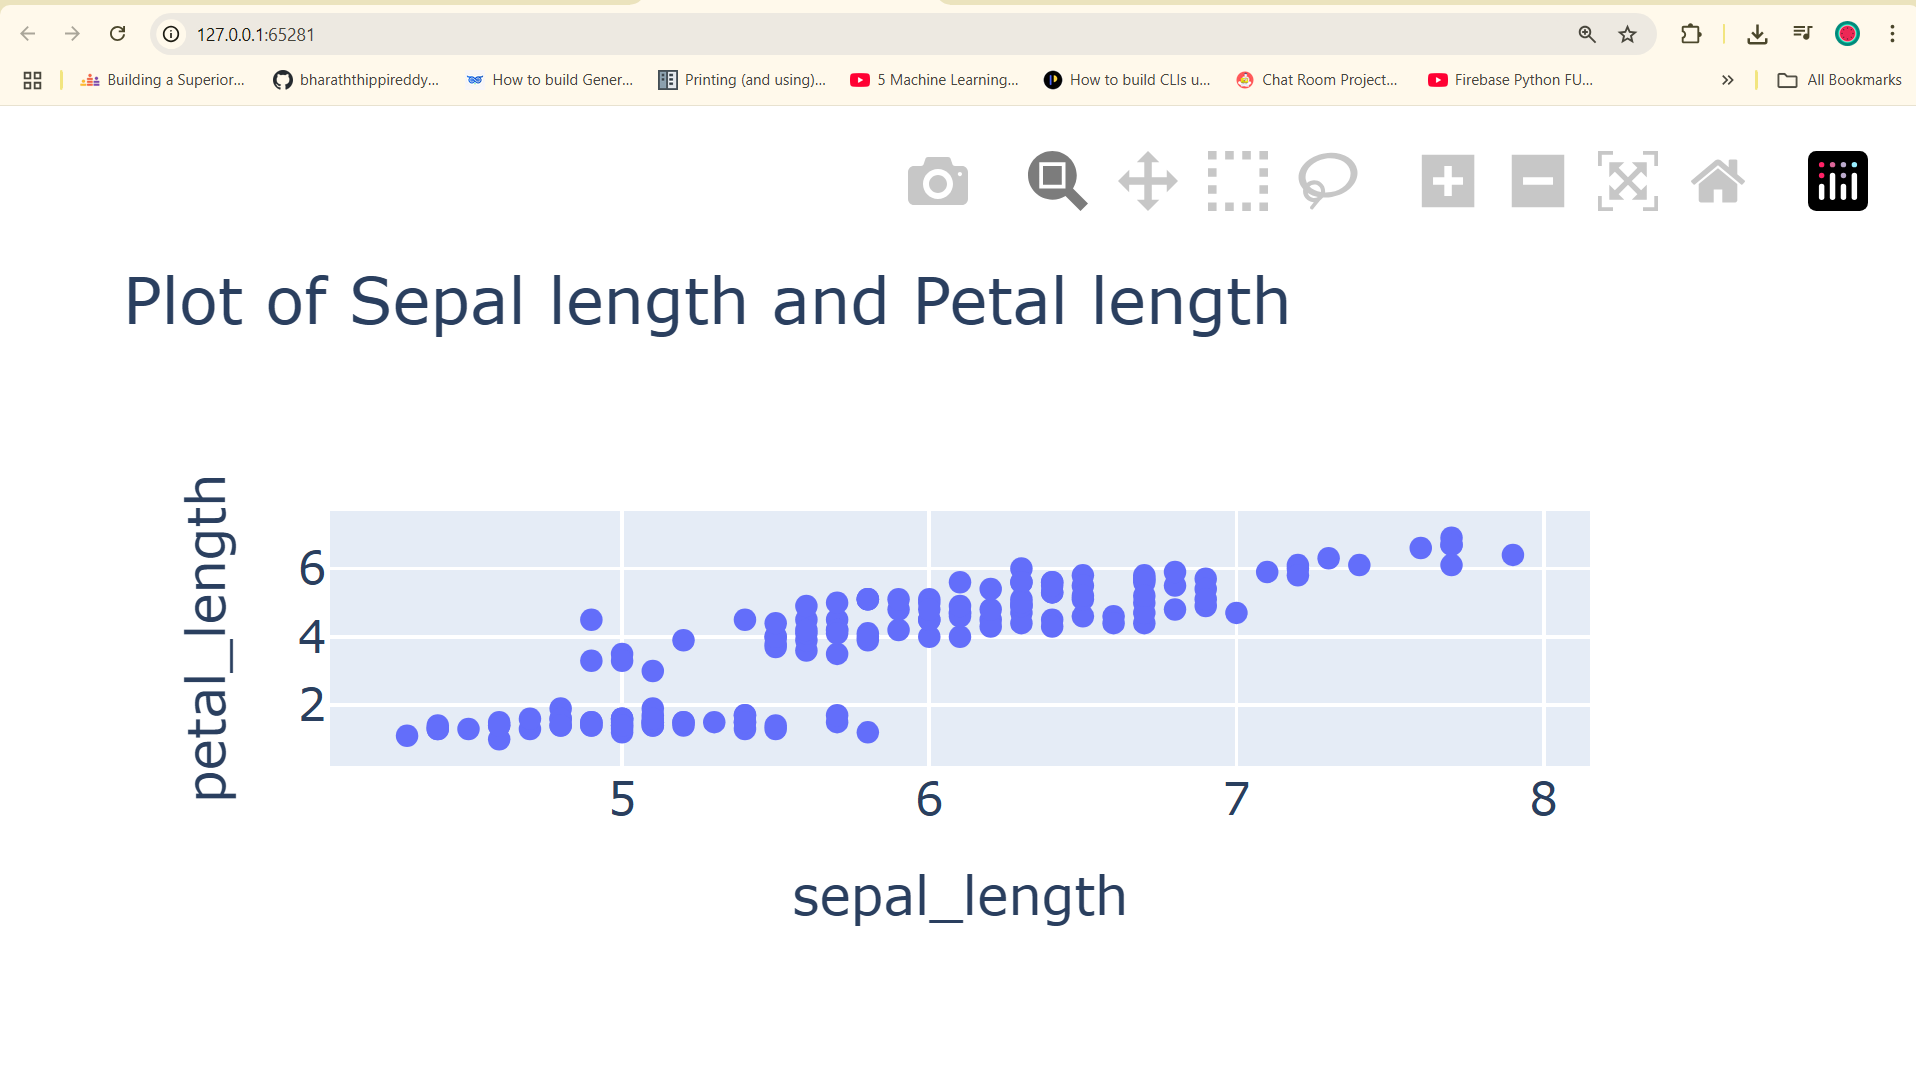 127.0.0.1:65281
Building a Superior...
bharaththippireddy...
How to build Gener...
Printing (and using)...
5 Machine Learning...
How to build CLIs u...
Chat Room Project...
Firebase Python FU...
All Bookmarks
Plot of Sepal length and Petal length
petal_length
6
4
2
5 6 7 8
sepal_length